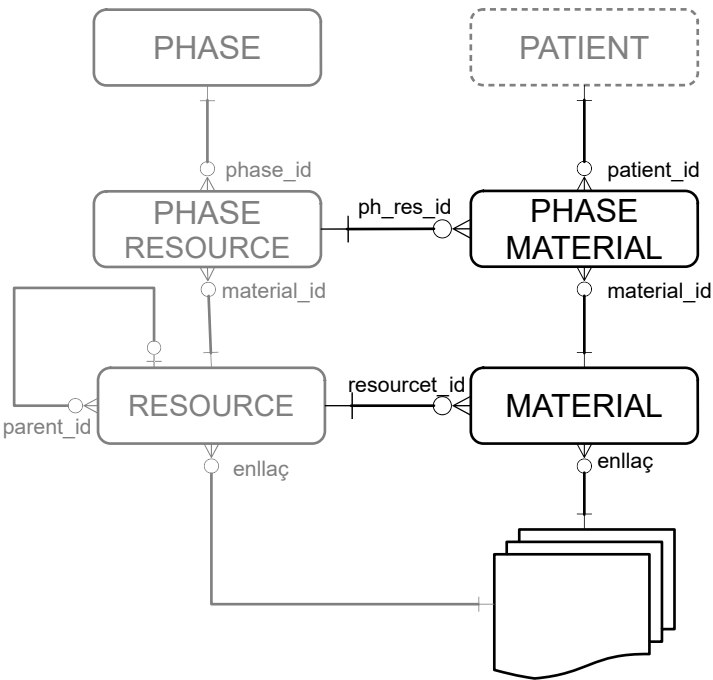 PHASE
PATIENT
phase_id
patient_id
PHASE
RESOURCE
ph_res_id
PHASE
MATERIAL
material_id
material_id
RESOURCE
resourcet_id
MATERIAL
parent_id
enllaç
enllaç